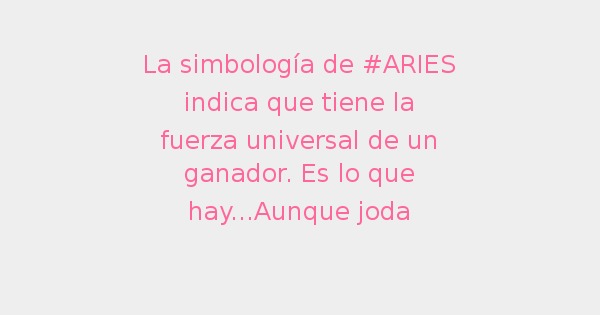 La simbología de #ARIES
indica que tiene la
fuerza universal de un
ganador. Es lo que
hay...Aunque joda